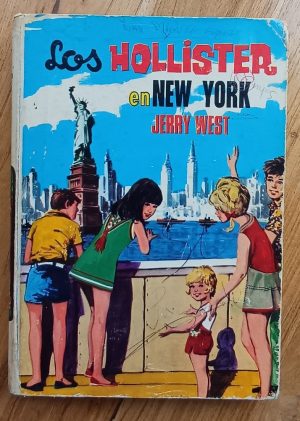 Los HOLLiSTER
en NEW YORK
JERRY WEST